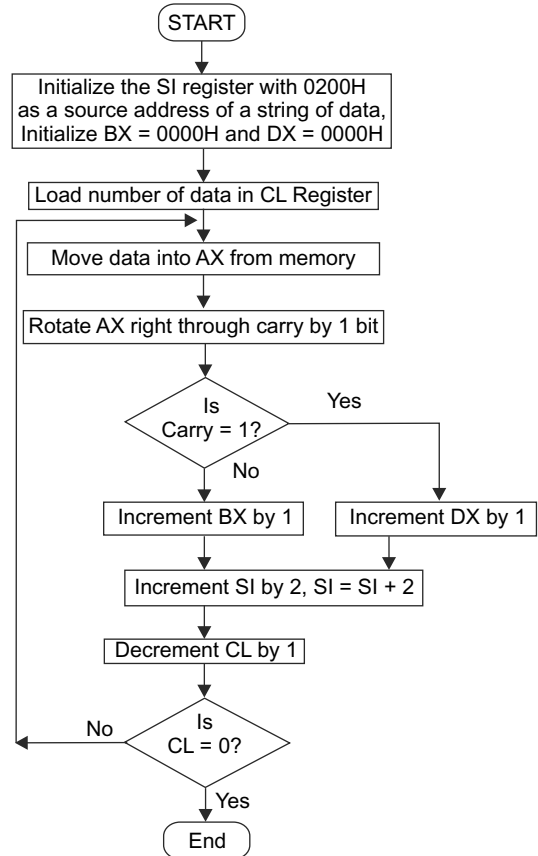 START
Initialize the SI register with 0200H
as a source address of a string of data,
Initialize BX = 0000H and DX = 0000H
Load number of data in CL Register
Move data into AX from memory
Rotate AX right through carry by 1 bit
Is
Carry = 1?
Yes
No
Increment BX by 1
Increment DX by 1
Increment SI by 2, SI = SI + 2
Decrement CL by 1
Is
CL = 0?
No
Yes
End